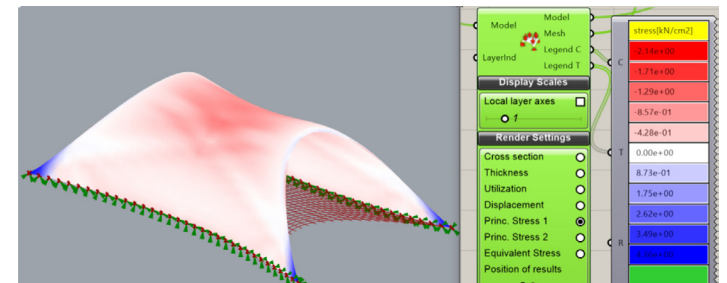 Model
Model
Mesh
Legend C
LayerInd
Legend T
Display Scales
Local layer axes
1
Render Settings
Cross section
Thickness
Utilization
Displacement
Princ. Stress 1
Princ. Stress 2
Equivalent Stress
Position of results
C
T
R
stress[kN/cm2]
-2.14e+00
-1.71e+00
-1.29e+00
-8.57e-01
-4.28e-01
0.00e+00
8.73e-01
1.75e+00
2.62e+00
3.49e+00